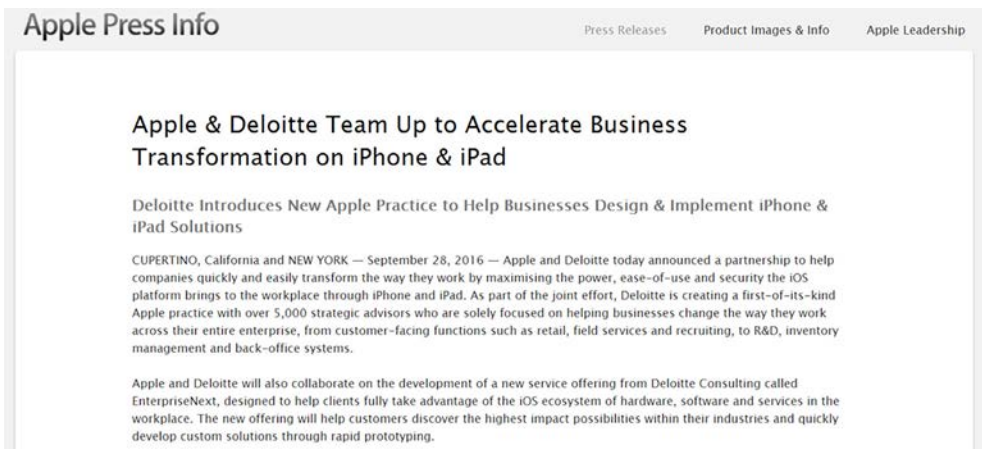 Apple Press Info
Press Releases Product Images & Info Apple Leadership
Apple & Deloitte Team Up to Accelerate Business
Transformation on iPhone & iPad
Deloitte Introduces New Apple Practice to Help Businesses Design & Implement iPhone &
iPad Solutions
CUPERTINO, California and NEW YORK — September 28, 2016 — Apple and Deloitte today announced a partnership to help
companies quickly and easily transform the way they work by maximising the power, ease-of-use and security the iOS
platform brings to the workplace through iPhone and iPad. As part of the joint effort, Deloitte is creating a first-of-its-kind
Apple practice with over 5,000 strategic advisors who are solely focused on helping businesses change the way they work
across their entire enterprise, from customer-facing functions such as retail, field services and recruiting, to R&D, inventory
management and back-office systems.
Apple and Deloitte will also collaborate on the development of a new service offering from Deloitte Consulting called
EnterpriseNext, designed to help clients fully take advantage of the iOS ecosystem of hardware, software and services in the
workplace. The new offering will help customers discover the highest impact possibilities within their industries and quickly
develop custom solutions through rapid prototyping.